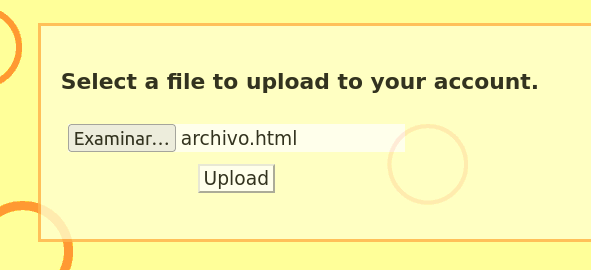 Select a file to upload to your account.
Examinar... archivo.html
Upload